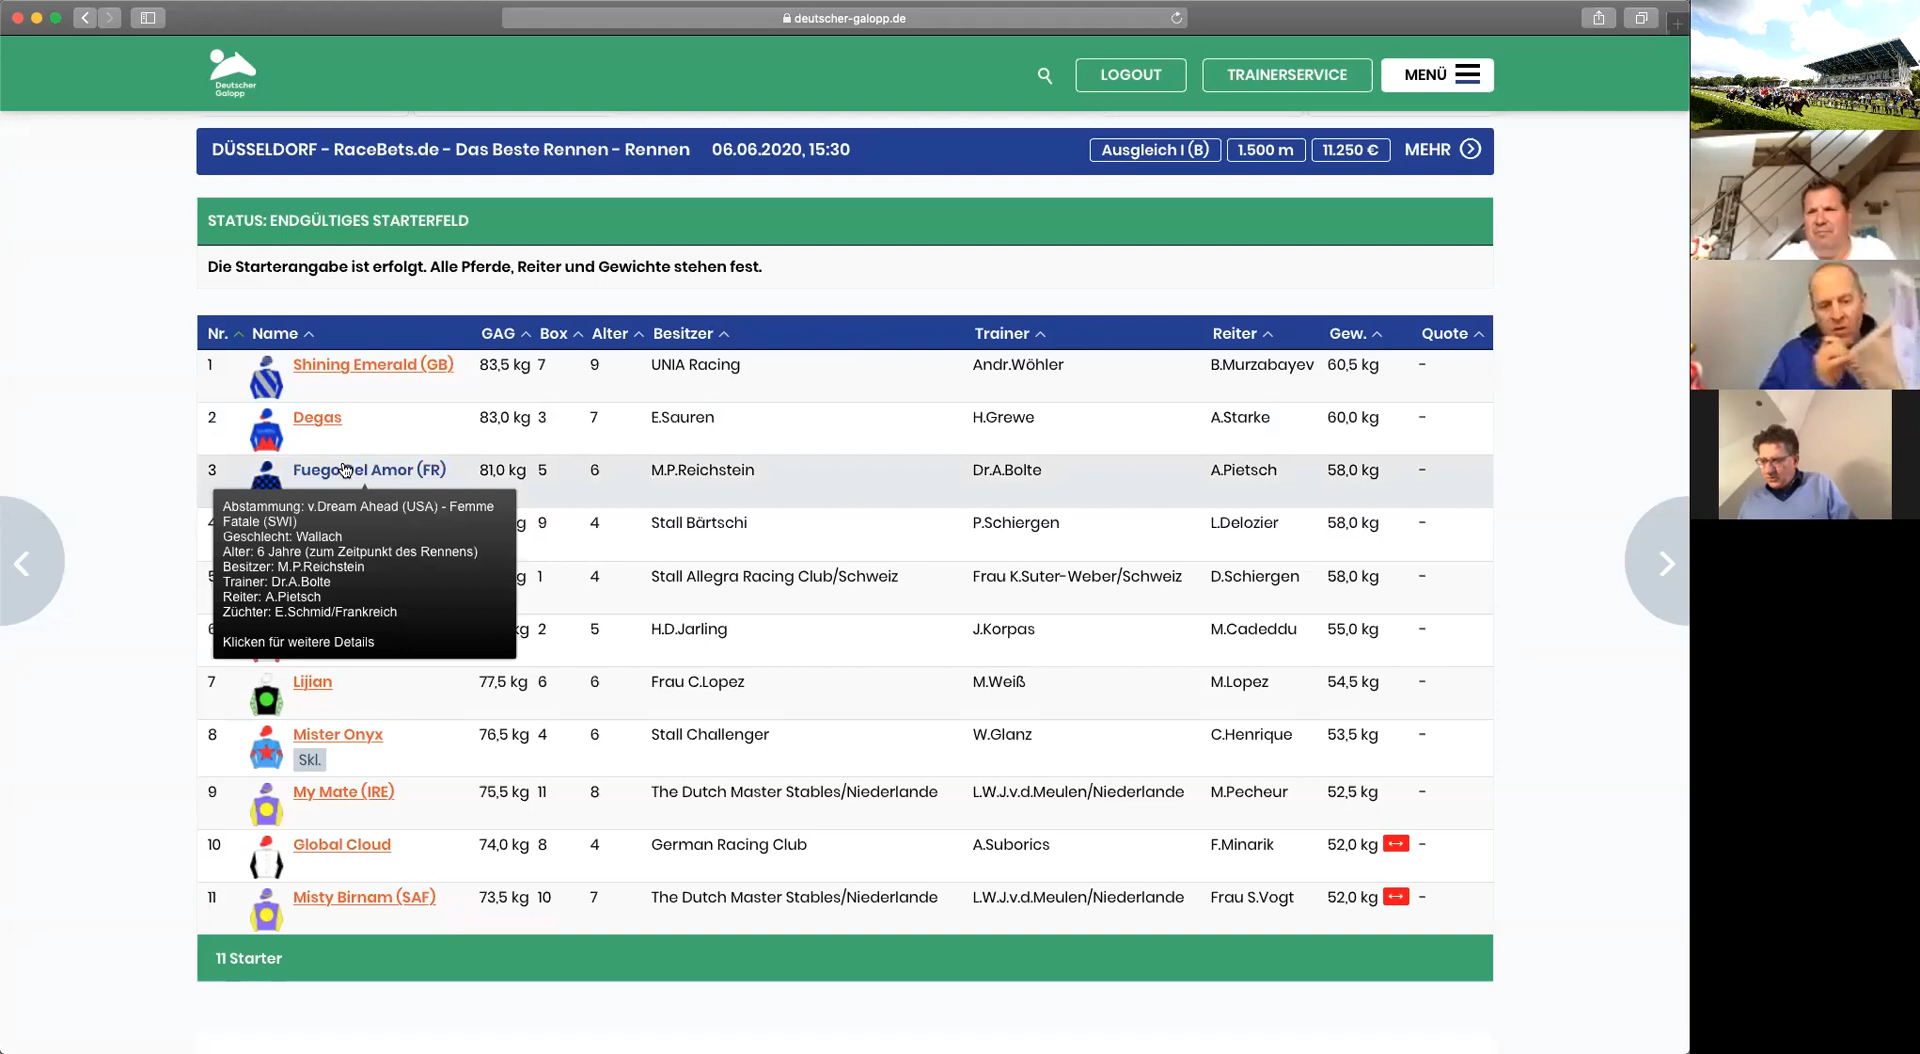 deutscher-galopp.de
Deutscher
Galopp
LOGOUT
TRAINERSERVICE
MENÜ
DÜSSELDORF - RaceBets.de - Das Beste Rennen - Rennen 06.06.2020, 15:30 Ausgleich I (B) 1.500 m 11.250 € MEHR
STATUS: ENDGÜLTIGES STARTERFELD
Die Starterangabe ist erfolgt. Alle Pferde, Reiter und Gewichte stehen fest.
Nr. Name GAG Box Alter Besitzer Trainer Reiter Gew. Quote
1 Shining Emerald (GB) 83,5 kg 7 9 UNIA Racing Andr.Wöhler B.Murzabayev 60,5 kg -
2 Degas 83,0 kg 3 7 E.Sauren H.Grewe A.Starke 60,0 kg -
3 Fuego del Amor (FR) 81,0 kg 5 6 M.P.Reichstein Dr.A.Bolte A.Pietsch 58,0 kg -
Abstammung: v.Dream Ahead (USA) - Femme
Fatale (SWI)
Geschlecht: Wallach
Alter: 6 Jahre (zum Zeitpunkt des Rennens)
Besitzer: M.P.Reichstein
Trainer: Dr.A.Bolte
Reiter: A.Pietsch
Züchter: E.Schmid/Frankreich
Klicken für weitere Details
9 4 Stall Bärtschi P.Schiergen L.Delozier 58,0 kg -
1 4 Stall Allegra Racing Club/Schweiz Frau K.Suter-Weber/Schweiz D.Schiergen 58,0 kg -
kg 2 5 H.D.Jarling J.Korpas M.Cadeddu 55,0 kg -
7 Lijian 77,5 kg 6 6 Frau C.Lopez M.Weiß M.Lopez 54,5 kg -
8 Mister Onyx 76,5 kg 4 6 Stall Challenger W.Glanz C.Henrique 53,5 kg -
Skl.
9 My Mate (IRE) 75,5 kg 11 8 The Dutch Master Stables/Niederlande L.W.J.v.d.Meulen/Niederlande M.Pecheur 52,5 kg -
10 Global Cloud 74,0 kg 8 4 German Racing Club A.Suborics F.Minarik 52,0 kg -
11 Misty Birnam (SAF) 73,5 kg 10 7 The Dutch Master Stables/Niederlande L.W.J.v.d.Meulen/Niederlande Frau S.Vogt 52,0 kg -
11 Starter